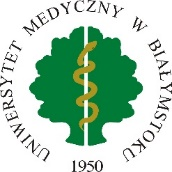 UNIWERSYTET MEDYCZNY W BIAŁYMSTOKU
1950